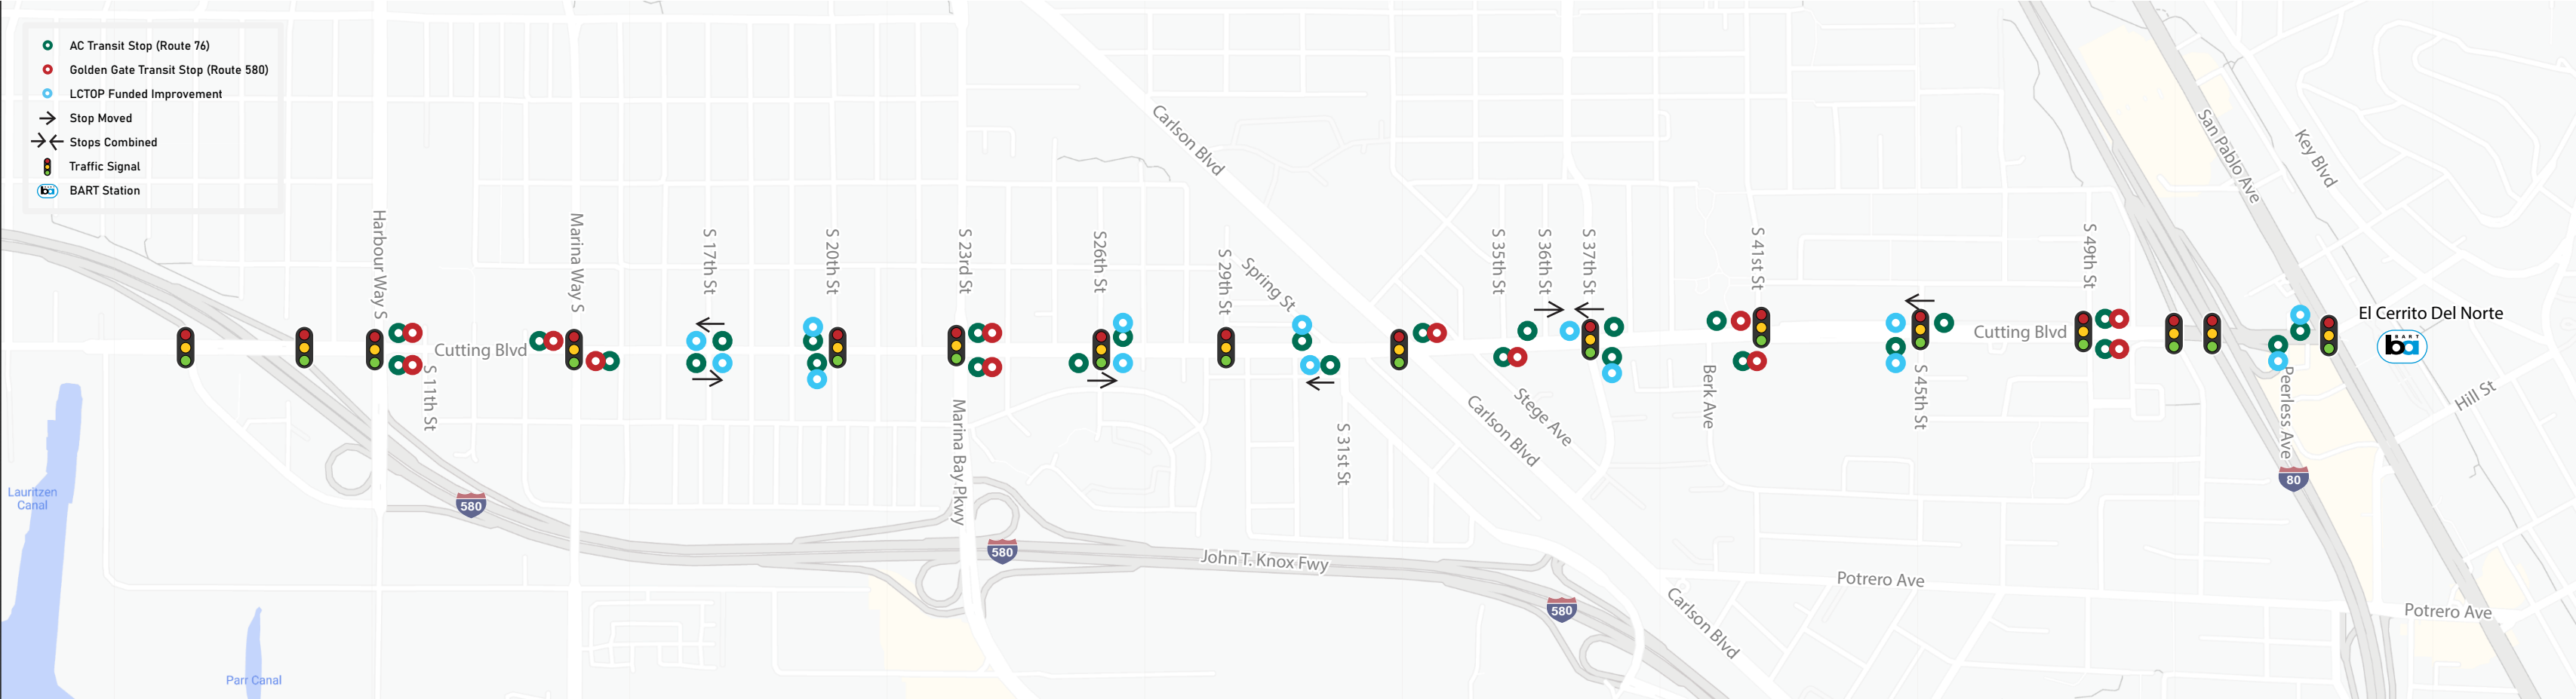 AC Transit Stop (Route 76)
Golden Gate Transit Stop (Route 580)
LCTOP Funded Improvement
Stop Moved
Stops Combined
Traffic Signal
BART
ba
BART Station
Harbour Way S
S 11th St
Cutting Blvd
Marina Way S
S 17th St
S 20th St
S 23rd St
Marina Bay Pkwy
S26th St
S 29th St
Spring St
S 31st St
Carlson Blvd
Carlson Blvd
Stege Ave
S 35th St
S 36th St
S 37th St
Berk Ave
S 41st St
S 45th St
Cutting Blvd
S 49th St
San Pablo Ave
Key Blvd
Peerless Ave
El Cerrito Del Norte
BART
ba
Hill St
80
Lauritzen
Canal
Parr Canal
580
580
John T. Knox Fwy
580
Carlson Blvd
Potrero Ave
Potrero Ave